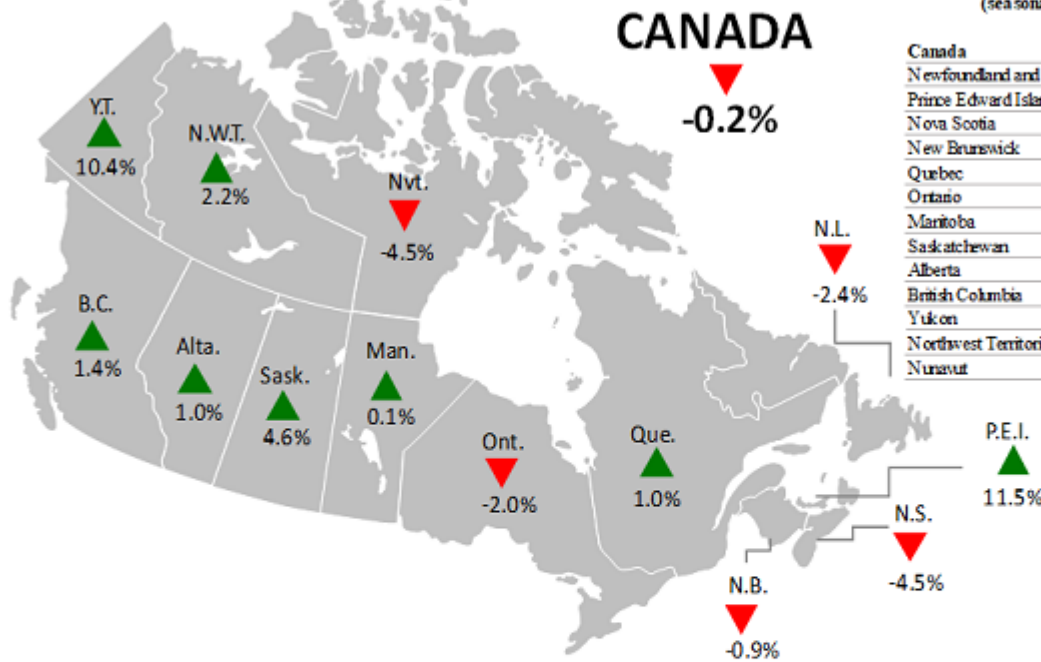 CANADA
-0.2%
Y.T.
10.4%
N.W.T.
2.2%
Nvt.
-4.5%
B.C.
1.4%
Alta.
1.0%
Sask.
4.6%
Man.
0.1%
Ont.
-2.0%
Que.
1.0%
N.L.
-2.4%
P.E.I.
11.5%
N.S.
-4.5%
N.B.
-0.9%
Canada
Newfoundland and
Prince Edward
Nova Scotia
New Brunswick
Quebec
Ontario
Manitoba
Saskatchewan
Alberta
British Columbia
Yukon
Northwest
Nunavut